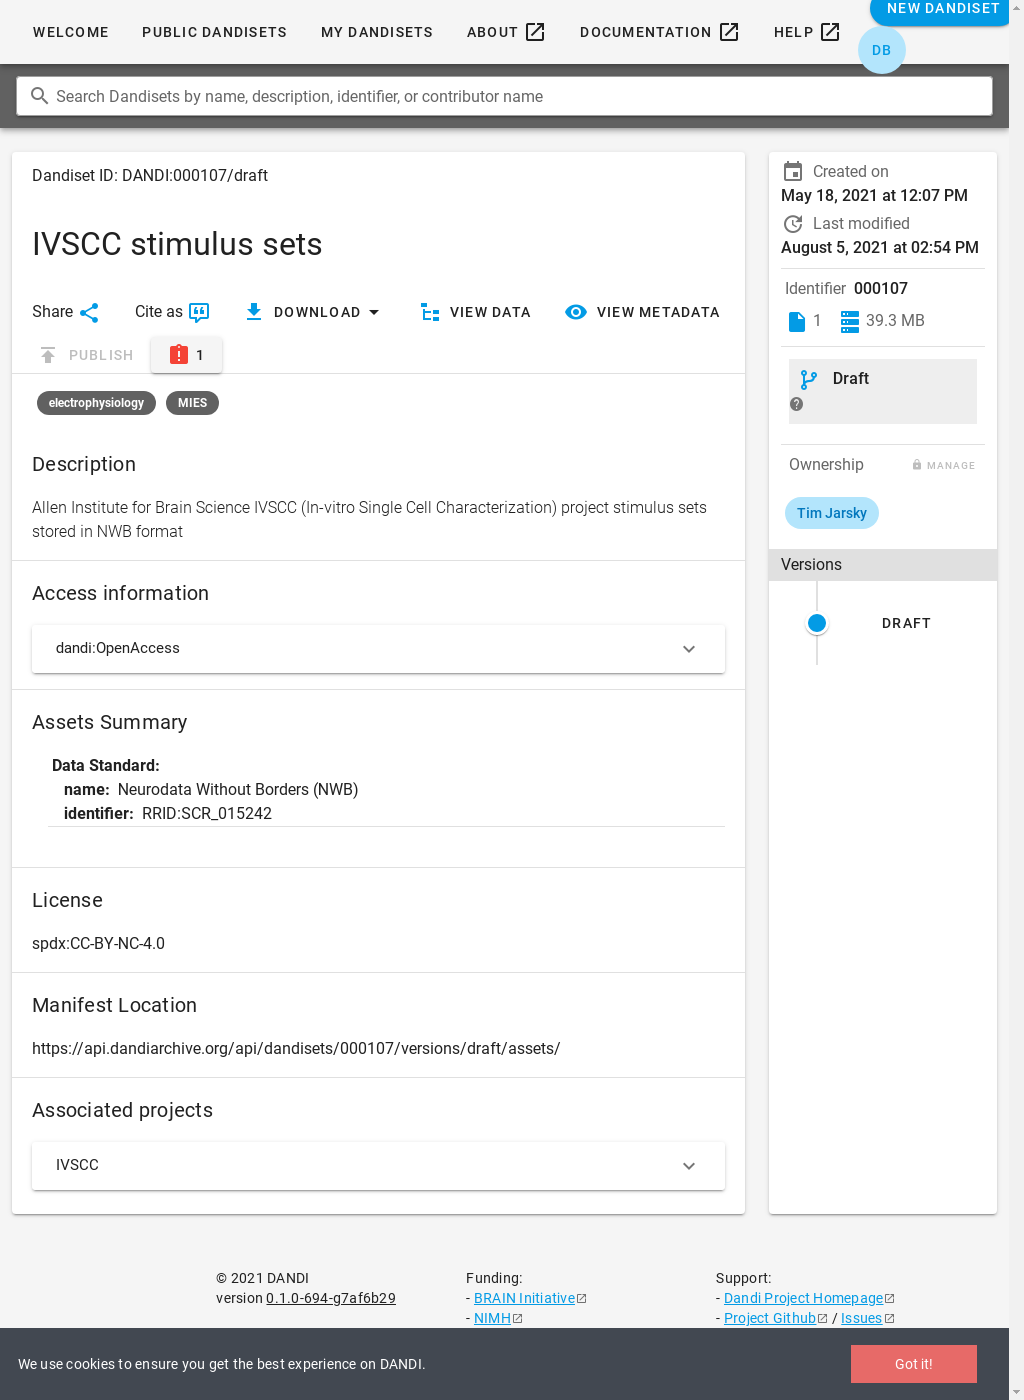 WELCOME
PUBLIC DANDISETS
MY DANDISETS
ABOUT
DOCUMENTATION
HELP
NEW DANDISET
DB
Search Dandisets by name, description, identifier, or contributor name
Dandiset ID: DANDI:000107/draft
IVSCC stimulus sets
Share
Cite as
DOWNLOAD
VIEW DATA
VIEW METADATA
PUBLISH
1
electrophysiology
MIES
Description
Allen Institute for Brain Science IVSCC (In-vitro Single Cell Characterization) project stimulus sets
stored in NWB format
Access information
dandi:OpenAccess
Assets Summary
Data Standard:
name: Neurodata Without Borders (NWB)
identifier: RRID:SCR_015242
License
spdx:CC-BY-NC-4.0
Manifest Location
https://api.dandiarchive.org/api/dandisets/000107/versions/draft/assets/
Associated projects
IVSCC
Created on
May 18, 2021 at 12:07 PM
Last modified
August 5, 2021 at 02:54 PM
Identifier 000107
1
39.3 MB
Draft
Ownership
MANAGE
Tim Jarsky
Versions
DRAFT
© 2021 DANDI
version 0.1.0-694-g7af6b29
Funding:
- BRAIN Initiative
- NIMH
Support:
- Dandi Project Homepage
- Project Github / Issues
We use cookies to ensure you get the best experience on DANDI.
Got it!